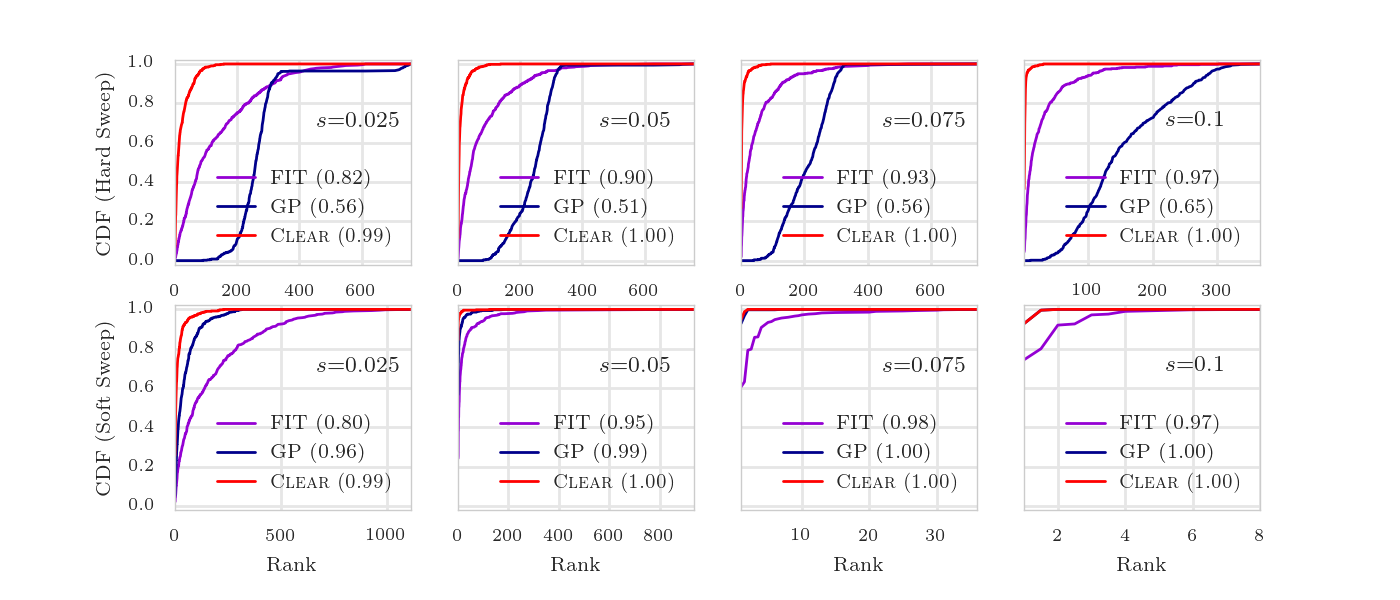 CDF (Hard Sweep)
1.0
0.8
0.6
0.4
0.2
0.0
s=0.025
FIT (0.82)
GP (0.56)
CLEAR (0.99)
0 200 400 600
s=0.05
FIT (0.90)
GP (0.51)
CLEAR (1.00)
0 200 400 600
s=0.075
FIT (0.93)
GP (0.56)
CLEAR (1.00)
0 200 400 600
s=0.1
FIT (0.97)
GP (0.65)
CLEAR (1.00)
100 200 300
CDF (Soft Sweep)
1.0
0.8
0.6
0.4
0.2
0.0
s=0.025
FIT (0.80)
GP (0.96)
CLEAR (0.99)
0 500 1000
Rank
s=0.05
FIT (0.95)
GP (0.99)
CLEAR (1.00)
0 200 400 600 800
Rank
s=0.075
FIT (0.98)
GP (1.00)
CLEAR (1.00)
10 20 30
Rank
s=0.1
FIT (0.97)
GP (1.00)
CLEAR (1.00)
2 4 6 8
Rank